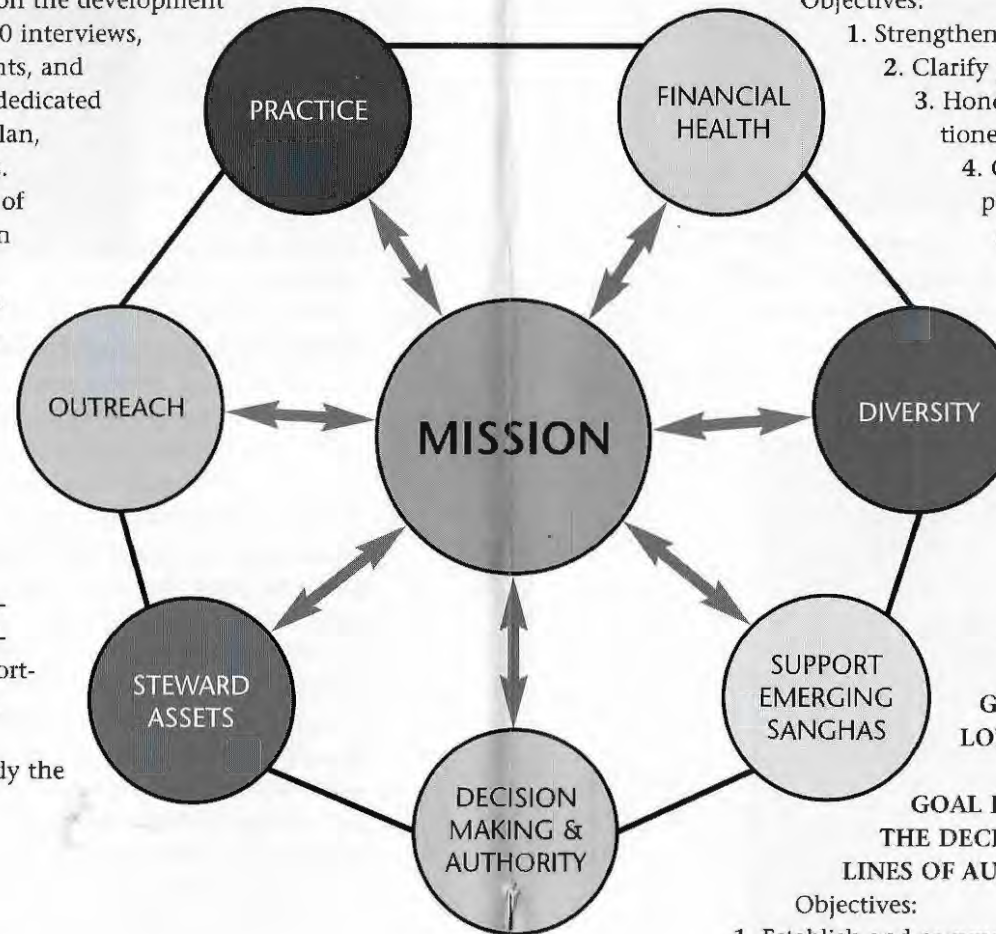 on the development
0 interviews,
nts, and
dedicated
lan,
of
n
ort-
dy the
PRACTICE
FINANCIAL
HEALTH
OUTREACH
MISSION
DIVERSITY
STEWARD
ASSETS
SUPPORT
EMERGING
SANGHAS
DECISION
MAKING &
AUTHORITY
Objectives:
1. Strengthen
2. Clarify
3. Hone
tione
4. C
p
G
LO
GOAL
THE DECI
LINES OF AU
Objectives: